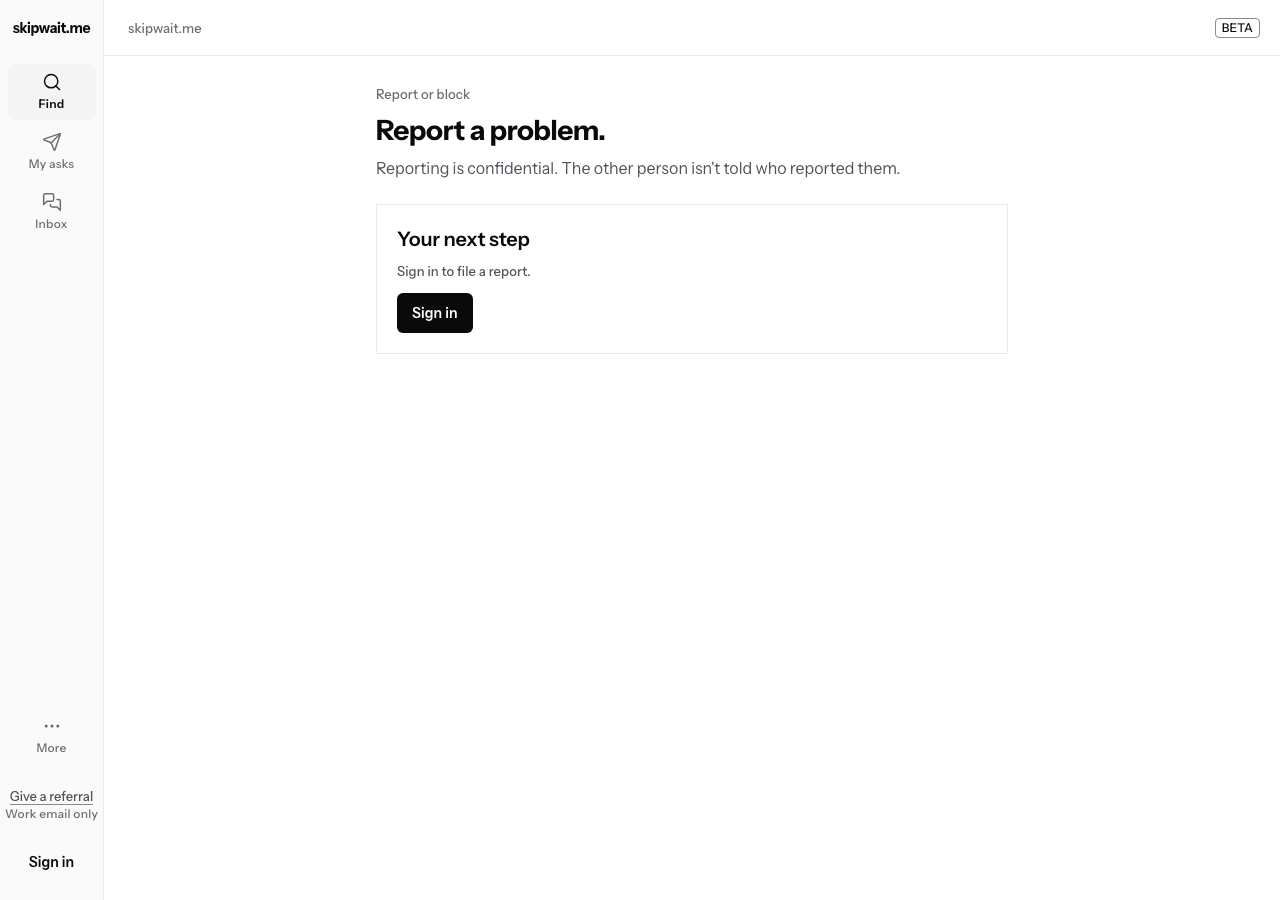 skipwait.me
skipwait.me
BETA
Find
My asks
Inbox
Report or block
Report a problem.
Reporting is confidential. The other person isn't told who reported them.
Your next step
Sign in to file a report.
Sign in
More
Give a referral
Work email only
Sign in